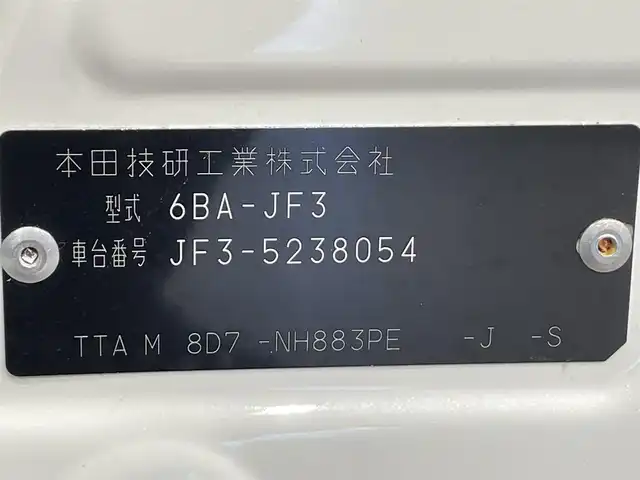 本田技研工業株式会社
型式 6BA-JF3
車台番号 JF3-5238054
TTA M 8D7 -NH883PE -J -S